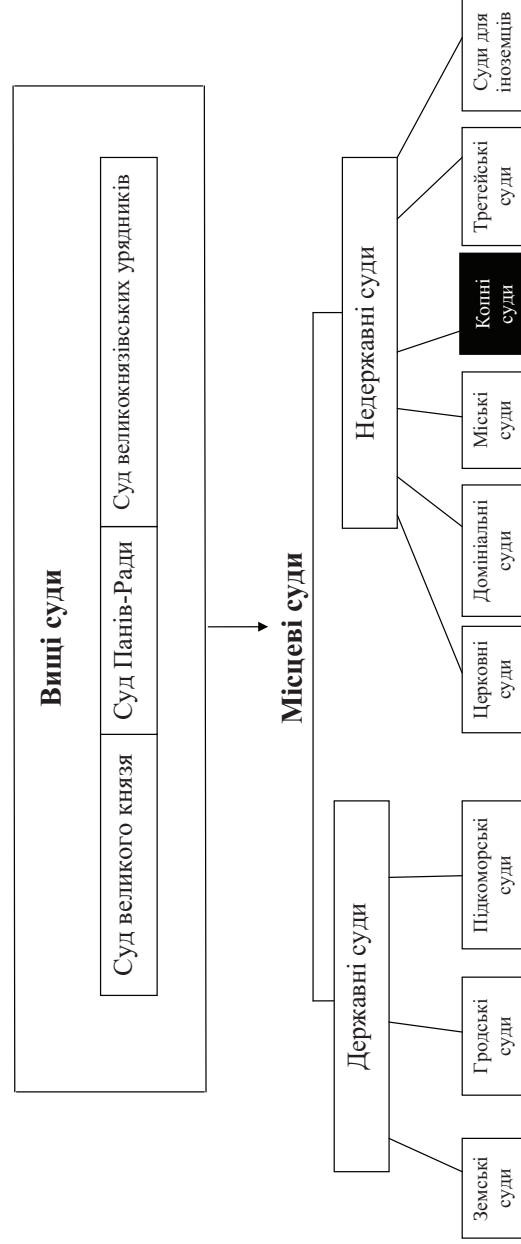 Вищі суди
Суд великого князя
Суд Панів-Ради
Суд великокнязівських урядників
Місцеві суди
Державні суди
Недержавні суди
Земські
суди
Гродські
суди
Підкоморські
суди
Церковні
суди
Домініальні
суди
Міські
суди
Копні
суди
Третейські
суди
Суди для
іноземців